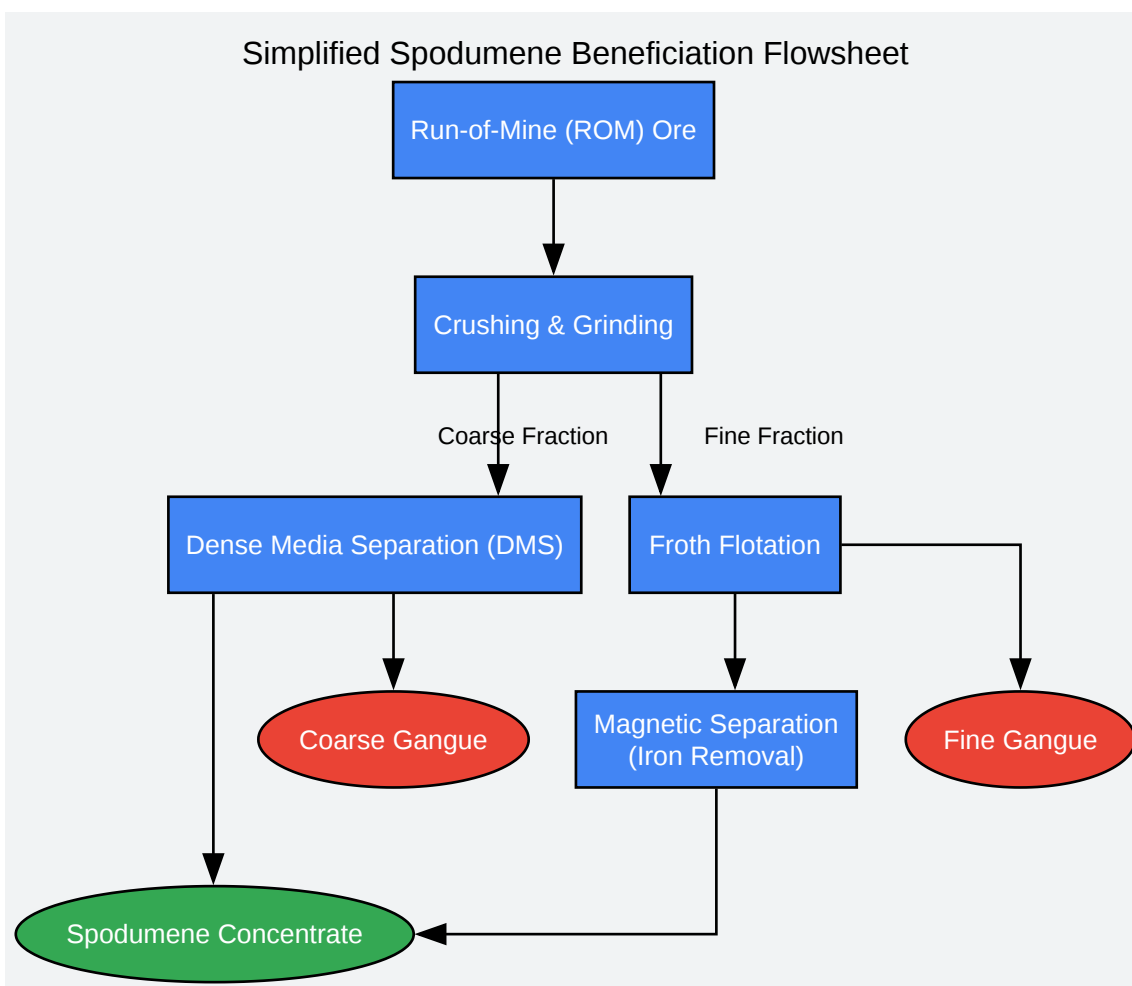 Simplified Spodumene Beneficiation Flowsheet
Run-of-Mine (ROM) Ore
Crushing & Grinding
Coarse Fraction
Fine Fraction
Dense Media Separation (DMS)
Froth Flotation
Coarse Gangue
Magnetic Separation
(Iron Removal)
Fine Gangue
Spodumene Concentrate